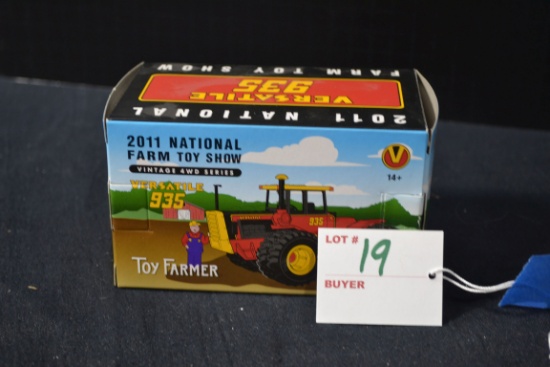 2011 NATIONAL
FARM TOY SHOW
VERSATILE
935
2011 NATIONAL
FARM TOY SHOW
VINTAGE 4WD SERIES
V
14+
VERSATILE
935
935
TOY FARMER
LOT # 19
BUYER